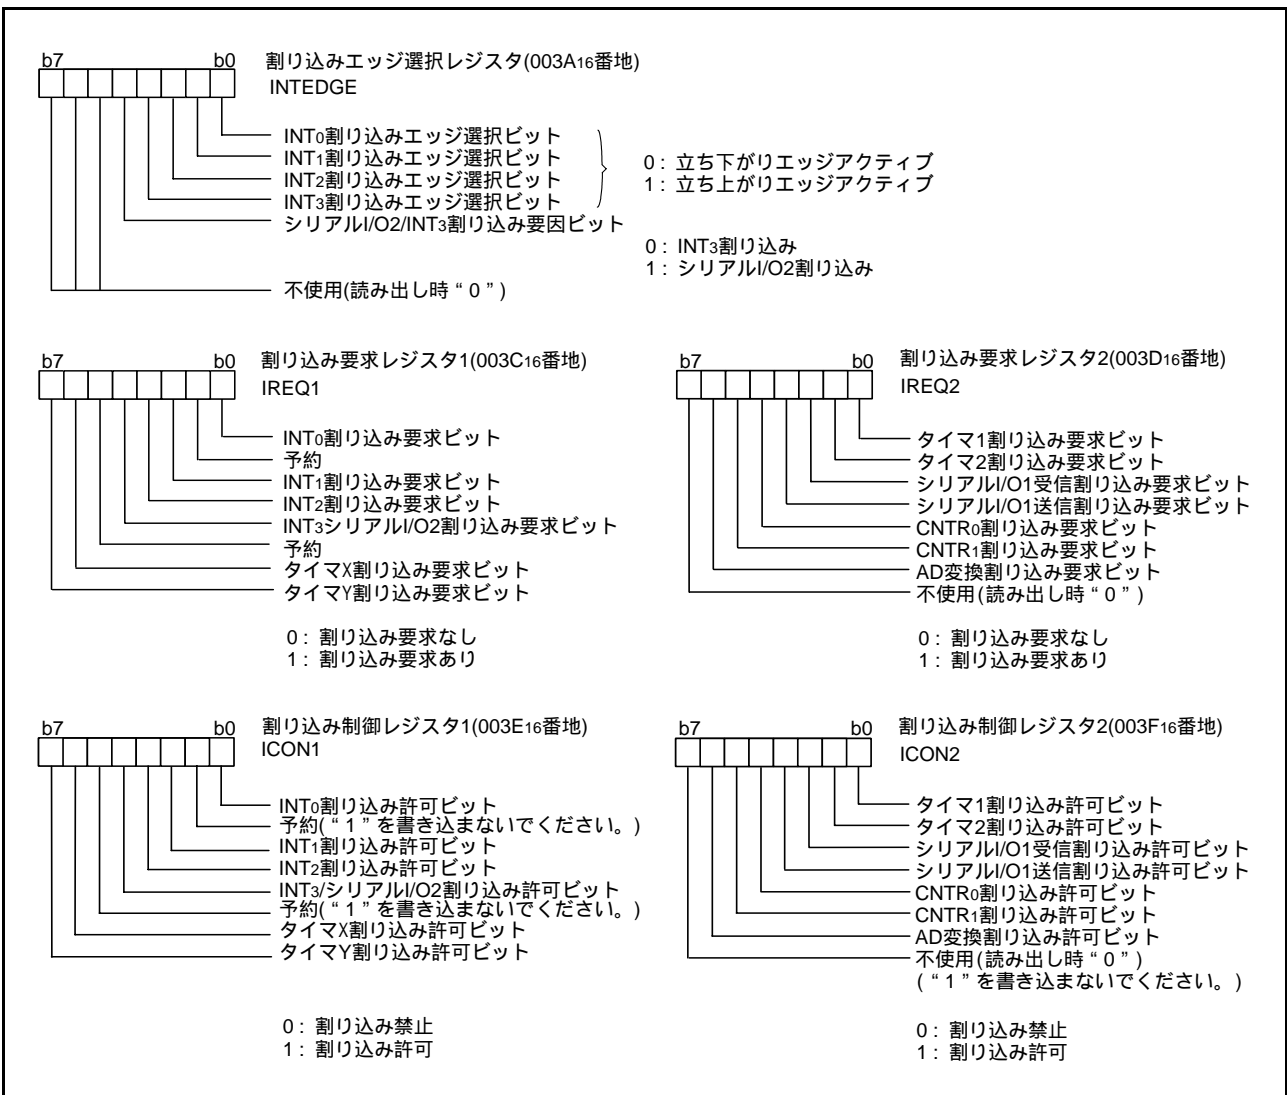 b7 b0 割り込みエッジ選択レジスタ(003A16番地)
INTEDGE
INT0割り込みエッジ選択ビット
INT1割り込みエッジ選択ビット
INT2割り込みエッジ選択ビット
INT3割り込みエッジ選択ビット
0 : 立ち下がりエッジアクティブ
1 : 立ち上がりエッジアクティブ
シリアルI/O2/INT3割り込み要因ビット
0 : INT3割り込み
1 : シリアルI/O2割り込み
不使用(読み出し時“0”)
b7 b0 割り込み要求レジスタ1(003C16番地)
IREQ1
INT0割り込み要求ビット
予約
INT1割り込み要求ビット
INT2割り込み要求ビット
INT3シリアルI/O2割り込み要求ビット
予約
タイマX割り込み要求ビット
タイマY割り込み要求ビット
0 : 割り込み要求なし
1 : 割り込み要求あり
b7 b0 割り込み要求レジスタ2(003D16番地)
IREQ2
タイマ1割り込み要求ビット
タイマ2割り込み要求ビット
シリアルI/O1受信割り込み要求ビット
シリアルI/O1送信割り込み要求ビット
CNTR0割り込み要求ビット
CNTR1割り込み要求ビット
AD変換割り込み要求ビット
不使用(読み出し時“0”)
0 : 割り込み要求なし
1 : 割り込み要求あり
b7 b0 割り込み制御レジスタ1(003E16番地)
ICON1
INT0割り込み許可ビット
予約(“1”を書き込まないでください。)
INT1割り込み許可ビット
INT2割り込み許可ビット
INT3/シリアルI/O2割り込み許可ビット
予約(“1”を書き込まないでください。)
タイマX割り込み許可ビット
タイマY割り込み許可ビット
0 : 割り込み禁止
1 : 割り込み許可
b7 b0 割り込み制御レジスタ2(003F16番地)
ICON2
タイマ1割り込み許可ビット
タイマ2割り込み許可ビット
シリアルI/O1受信割り込み許可ビット
シリアルI/O1送信割り込み許可ビット
CNTR0割り込み許可ビット
CNTR1割り込み許可ビット
AD変換割り込み許可ビット
不使用(読み出し時“0”)
(“1”を書き込まないでください。)
0 : 割り込み禁止
1 : 割り込み許可